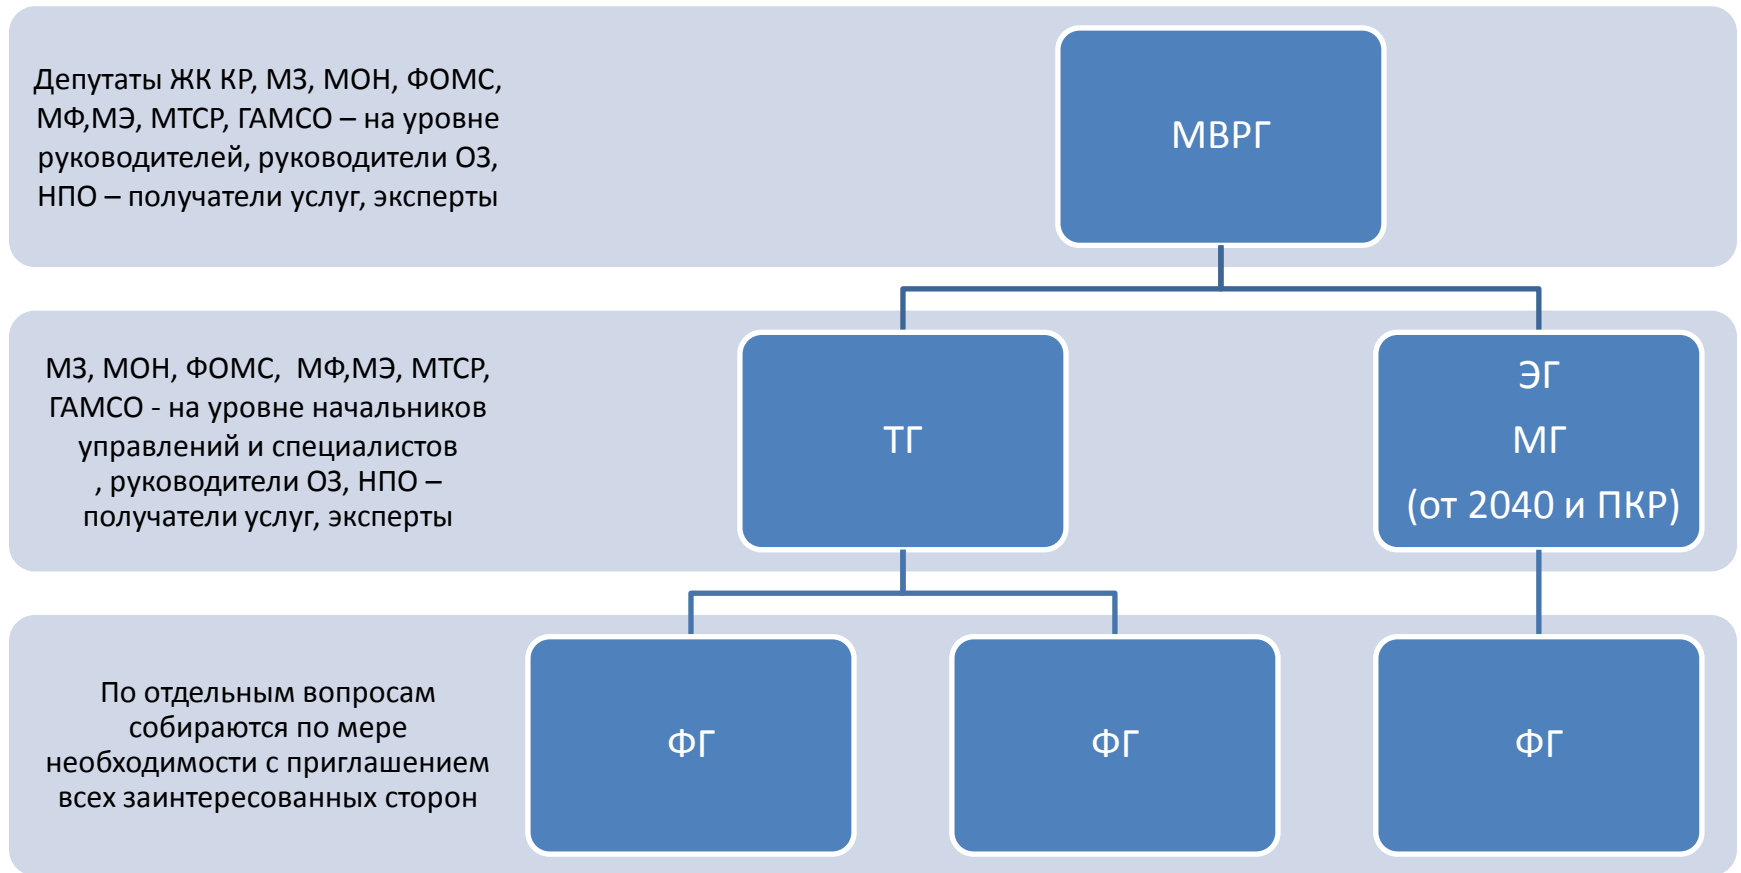 Депутаты ЖК КР, МЗ, МОН, ФОМС,
МФ,МЭ, МТСР, ГАМСО – на уровне
руководителей, руководители ОЗ,
НПО – получатели услуг, эксперты
МВРГ
МЗ, МОН, ФОМС,  МФ,МЭ, МТСР,
ГАМСО - на уровне начальников
управлений и специалистов
, руководители ОЗ, НПО –
получатели услуг, эксперты
ТГ
ЭГ
МГ
(от 2040 и ПКР)
По отдельным вопросам
собираются по мере
необходимости с приглашением
всех заинтересованных сторон
ФГ
ФГ
ФГ